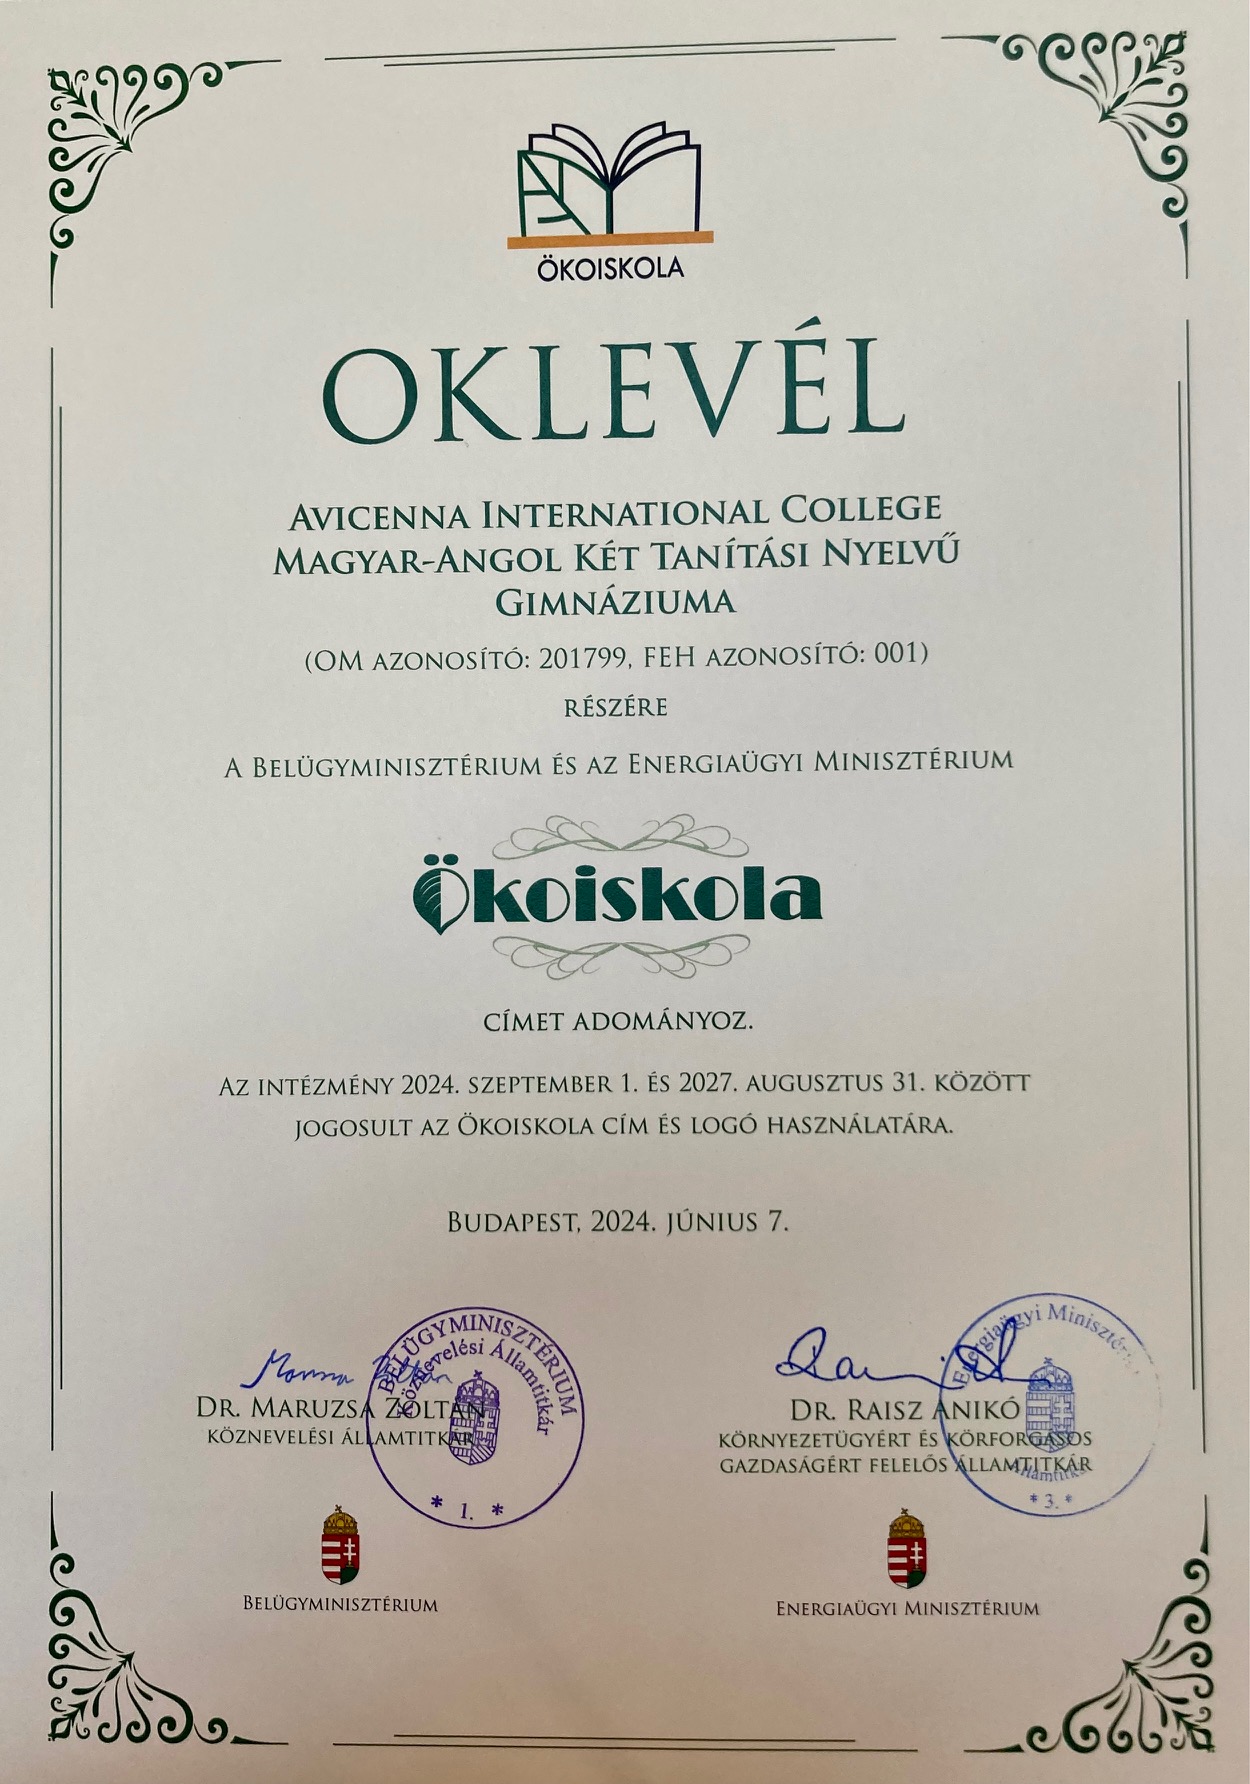 ÖKOISKOLA
OKLEVÉL
AVICENNA INTERNATIONAL COLLEGE
MAGYAR-ANGOL KÉT TANÍTÁSI NYELVŰ
GIMNÁZIUMA
(OM AZONOSÍTÓ: 201799, FEH AZONOSÍTÓ: 001)
RÉSZÉRE
A BELÜGYMINISZTÉRIUM ÉS AZ ENERGIAÜGYI MINISZTÉRIUM
Ökoiskola
CÍMET ADOMÁNYOZ.
AZ INTÉZMÉNY 2024. SZEPTEMBER 1. ÉS 2027. AUGUSZTUS 31. KÖZÖTT
JOGOSULT AZ ÖKOISKOLA CÍM ÉS LOGÓ HASZNÁLATÁRA.
BUDAPEST, 2024. JÚNIUS 7.
BELÜGYMINISZTÉRIUM
Köznevelési Államtitkár
* 1. *
DR. MARUZSA ZOLTÁN
KÖZNEVELÉSI ÁLLAMTITKÁR
BELÜGYMINISZTÉRIUM
Energiaügyi Minisztérium
Államtitkár
* 3. *
DR. RAISZ ANIKÓ
KÖRNYEZETÜGYÉRT ÉS KÖRFORGÁSOS
GAZDASÁGÉRT FELELŐS ÁLLAMTITKÁR
ENERGIAÜGYI MINISZTÉRIUM